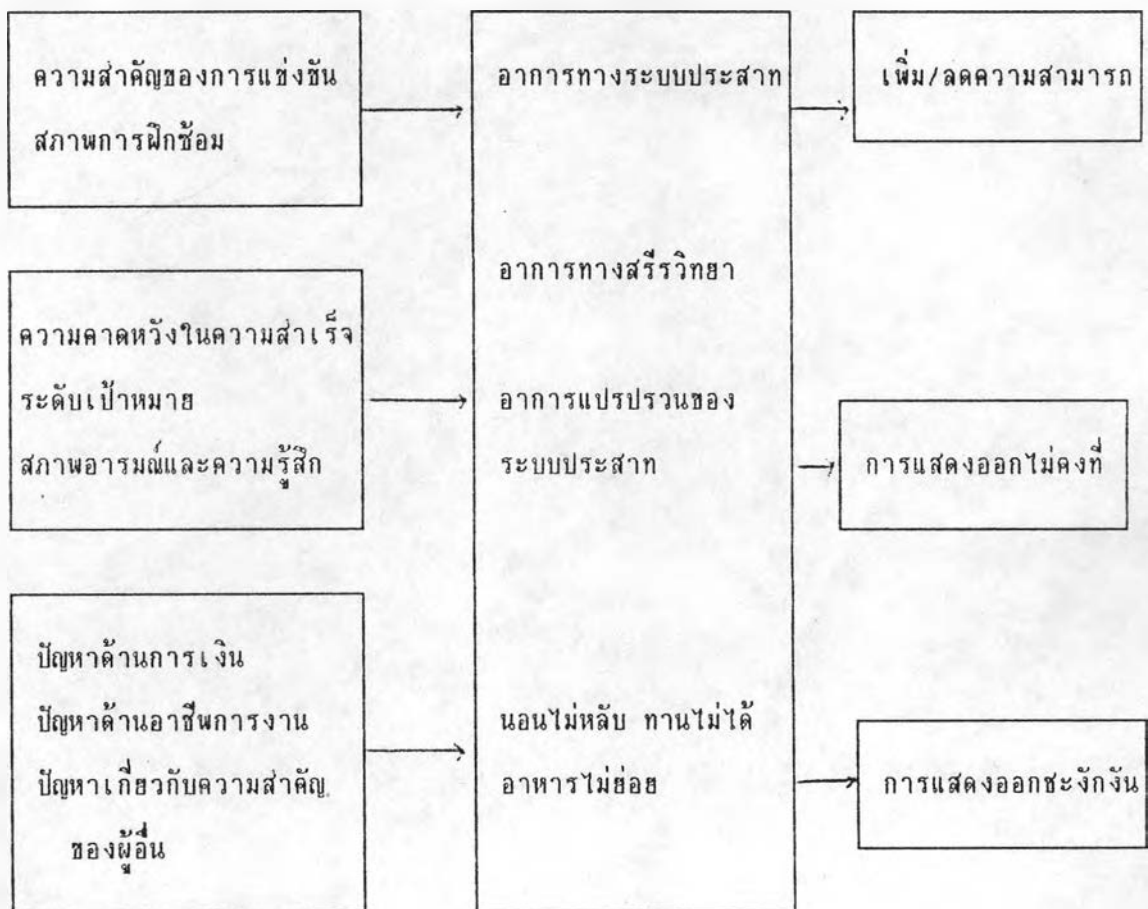 ความสำคัญของการแข่งขัน
สภาพการฝึกซ้อม
ความคาดหวังในความสำเร็จ
ระดับเป้าหมาย
สภาพอารมณ์และความรู้สึก
ปัญหาด้านการเงิน
ปัญหาด้านอาชีพการงาน
ปัญหาเกี่ยวกับความสำคัญ
ของผู้อื่น
อาการทางระบบประสาท
อาการทางสรีรวิทยา
อาการแปรปรวนของ
ระบบประสาท
นอนไม่หลับ ทานไม่ได้
อาหารไม่ย่อย
เพิ่ม/ลดความสามารถ
การแสดงออกไม่คงที่
การแสดงออกชะงักงัน